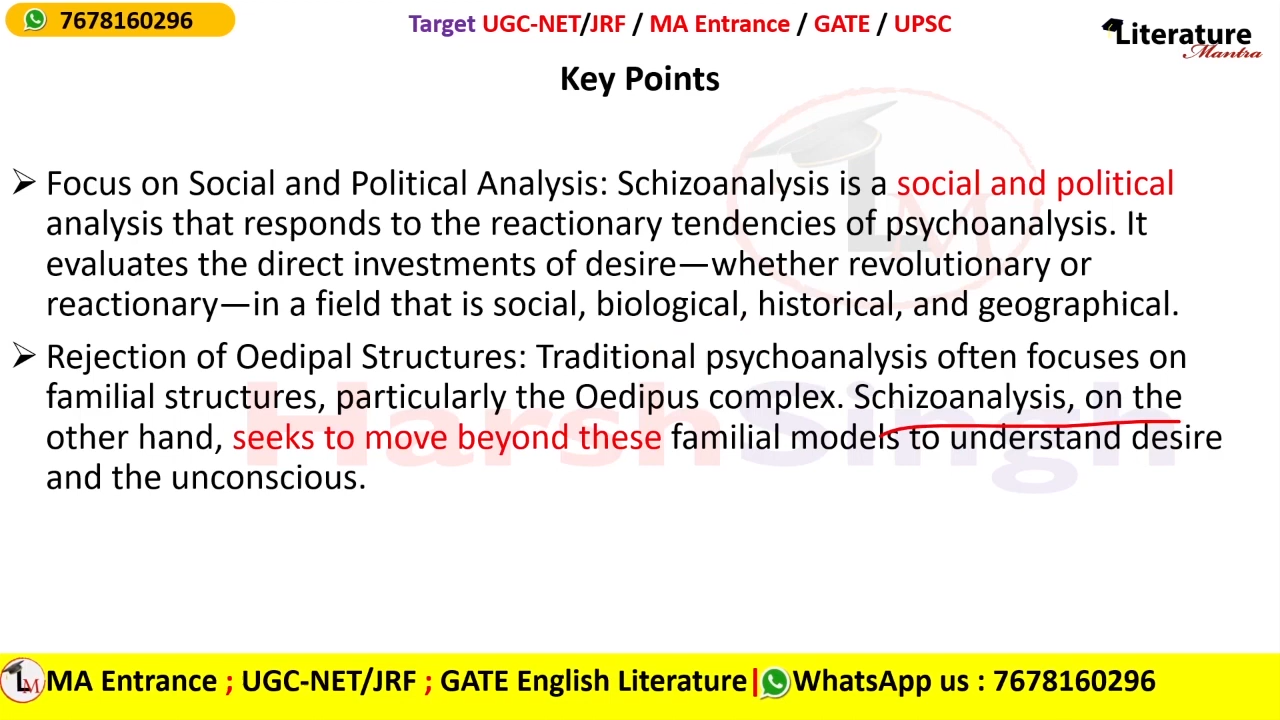 7678160296
Target UGC-NET/JRF / MA Entrance / GATE / UPSC
Literature
Mantra
Key Points
➢ Focus on Social and Political Analysis: Schizoanalysis is a social and political
analysis that responds to the reactionary tendencies of psychoanalysis. It
evaluates the direct investments of desire—whether revolutionary or
reactionary—in a field that is social, biological, historical, and geographical.
➢ Rejection of Oedipal Structures: Traditional psychoanalysis often focuses on
familial structures, particularly the Oedipus complex. Schizoanalysis, on the
other hand, seeks to move beyond these familial models to understand desire
and the unconscious.
LM
HarshSingh
LM MA Entrance ; UGC-NET/JRF ; GATE English Literature| WhatsApp us : 7678160296